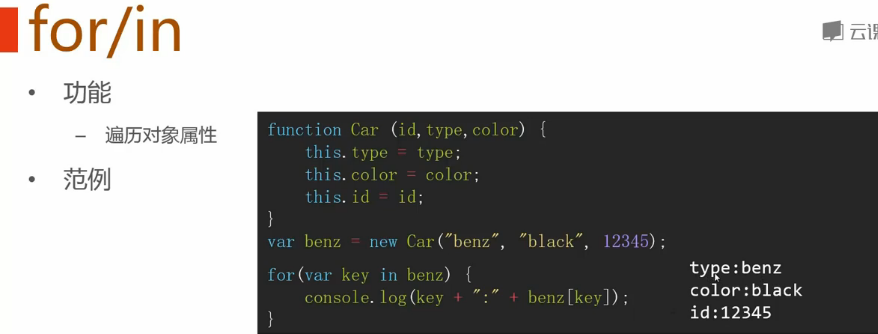 for/in
云课
• 功能
– 遍历对象属性
• 范例
function Car (id,type,color) {
    this.type = type;
    this.color = color;
    this.id = id;
}
var benz = new Car("benz", "black", 12345);
for(var key in benz) {
    console.log(key + ":" + benz[key]);
}
type:benz
color:black
id:12345